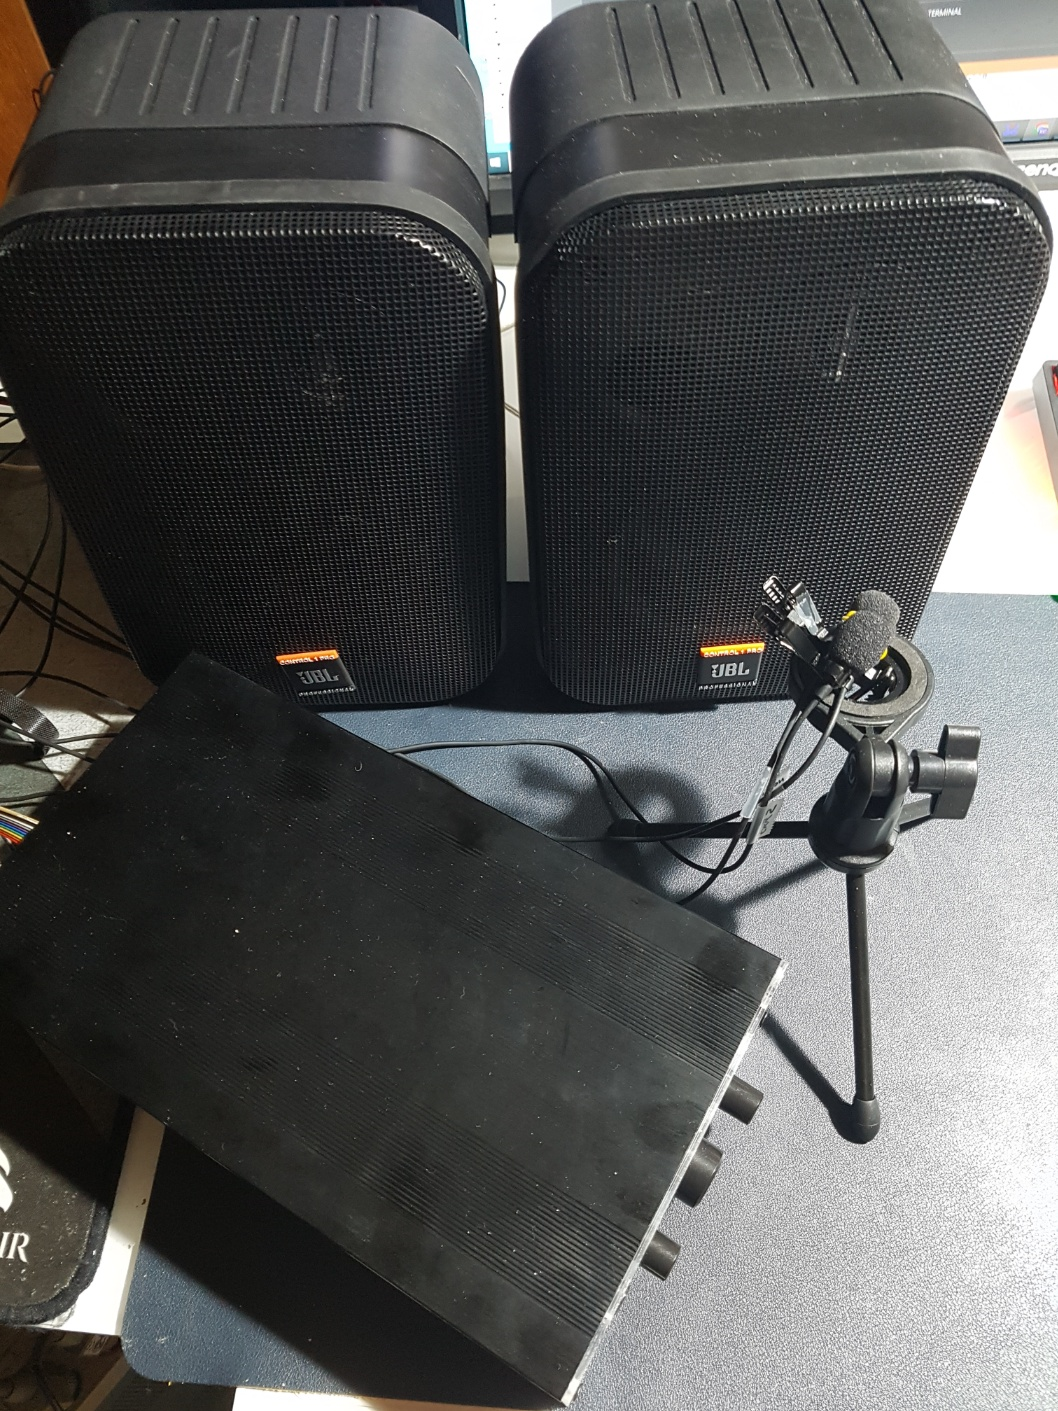 TERMINAL
CONTROL 1 PRO
JBL
PROFESSIONAL
CONTROL 1 PRO
JBL
PROFESSIONAL
IR